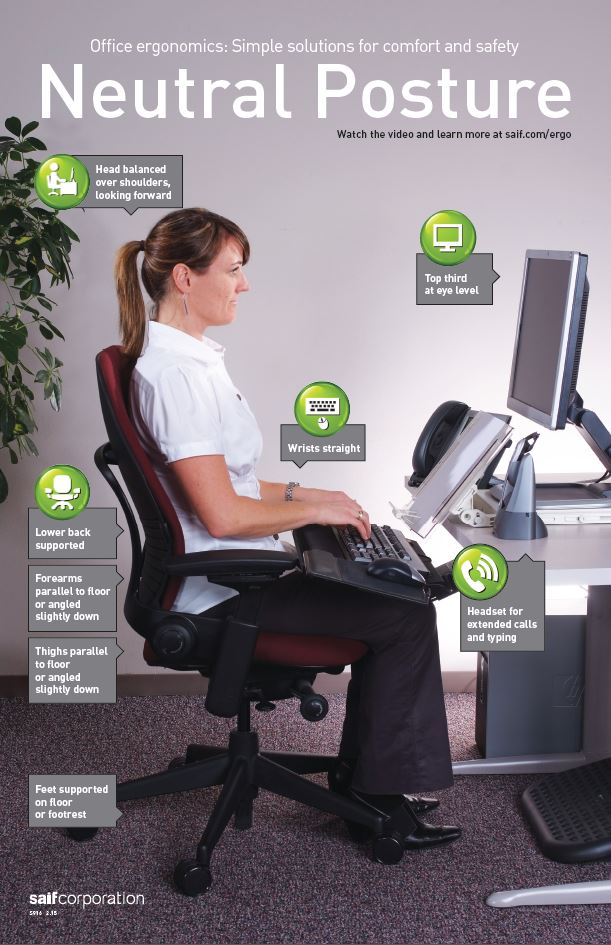 Office ergonomics: Simple solutions for comfort and safety
Neutral Posture
Watch the video and learn more at saif.com/ergo
Head balanced
over shoulders,
looking forward
Top third
at eye level
Wrists straight
Lower back
supported
Forearms
parallel to floor
or angled
slightly down
Headset for
extended calls
and typing
Thighs parallel
to floor
or angled
slightly down
Feet supported
on floor
or footrest
saifcorporation
S916 2.15